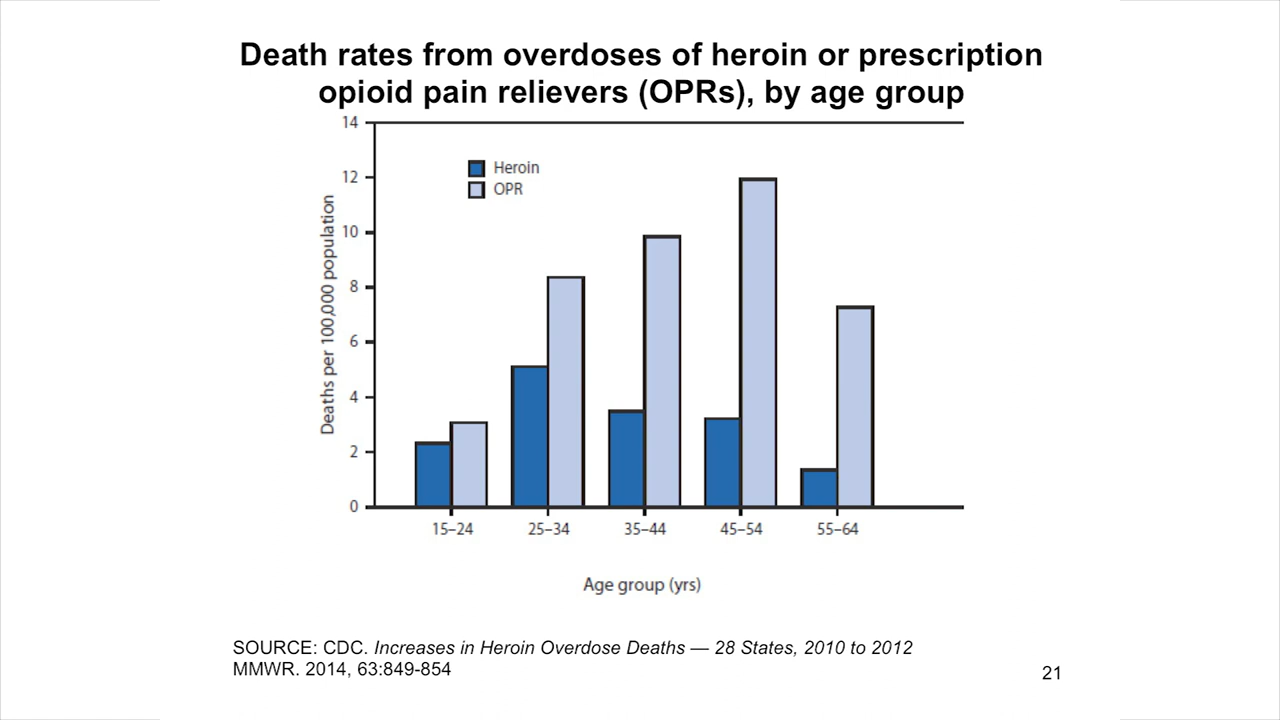 Death rates from overdoses of heroin or prescription
opioid pain relievers (OPRs), by age group
14
12
10
8
6
4
2
0
Deaths per 100,000 population
Heroin
OPR
15–24
25–34
35–44
45–54
55–64
Age group (yrs)
SOURCE: CDC. Increases in Heroin Overdose Deaths — 28 States, 2010 to 2012
MMWR. 2014, 63:849-854
21